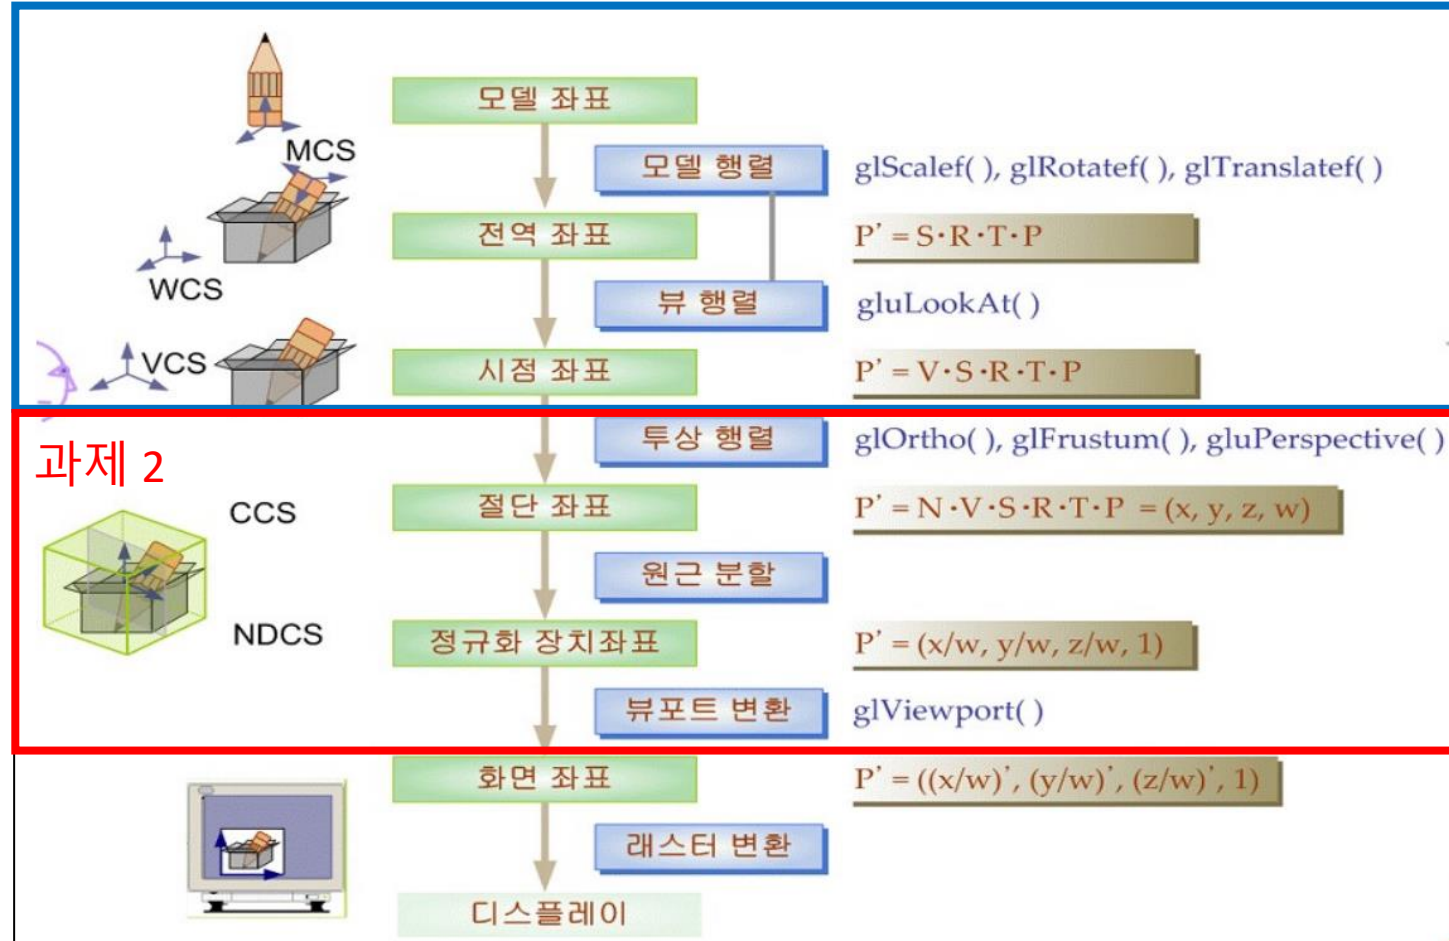 모델 좌표
MCS
모델 행렬
glScalef( ), glRotatef( ), glTranslatef( )
전역 좌표
P' = S·R·T·P
WCS
뷰 행렬
gluLookAt( )
VCS
시점 좌표
P' = V·S·R·T·P
과제 2
투상 행렬
glOrtho( ), glFrustum( ), gluPerspective( )
CCS
절단 좌표
P' = N·V·S·R·T·P = (x, y, z, w)
원근 분할
NDCS
정규화 장치좌표
P' = (x/w, y/w, z/w, 1)
뷰포트 변환
glViewport( )
화면 좌표
P' = ((x/w)', (y/w)', (z/w)', 1)
래스터 변환
디스플레이